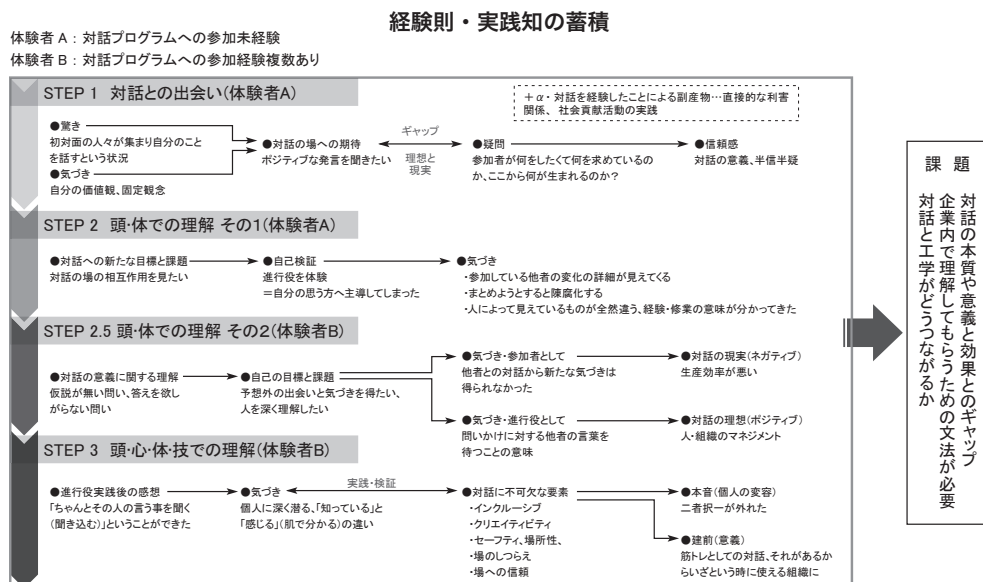 経験則・実践知の蓄積
体験者 A : 対話プログラムへの参加未経験
体験者 B : 対話プログラムへの参加経験複数あり
STEP 1 対話との出会い(体験者A)
+α・対話を経験したことによる副産物…直接的な利害
関係、社会貢献活動の実践
●驚き
初対面の人々が集まり自分のこと
を話すという状況
●気づき
自分の価値観、固定観念
●対話の場への期待
ポジティブな発言を聞きたい
ギャップ
理想と
現実
●疑問
参加者が何をしたくて何を求めているの
か、ここから何が生まれるのか？
●信頼感
対話の意義、半信半疑
STEP 2 頭・体での理解 その1(体験者A)
●対話への新たな目標と課題
対話の場の相互作用を見たい
●自己検証
進行役を体験
＝自分の思う方へ主導してしまった
●気づき
・参加している他者の変化の詳細が見えてくる
・まとめようとすると陳腐化する
・人によって見えているものが全然違う、経験・修業の意味が分かってきた
STEP 2.5 頭・体での理解 その2(体験者B)
●対話の意義に関する理解
仮説が無い問い、答えを欲し
がらない問い
●自己の目標と課題
予想外の出会いと気づきを得たい、
人を深く理解したい
●気づき・参加者として
他者との対話から新たな気づきは
得られなかった
●対話の現実(ネガティブ)
生産効率が悪い
●気づき・進行役として
問いかけに対する他者の言葉を
待つことの意味
●対話の理想(ポジティブ)
人・組織のマネジメント
STEP 3 頭・心・体・技での理解(体験者B)
●進行役実践後の感想
「ちゃんとその人の言う事を聞く
(聞き込む)」ということができた
●気づき
個人に深く潜る、「知っている」と
「感じる」(肌で分かる)の違い
実践・検証
●対話に不可欠な要素
・インクルーシブ
・クリエイティビティ
・セーフティ、場所性、
・場のしつらえ
・場への信頼
●本音(個人の変容)
二者択一が外れた
●建前(意義)
筋トレとしての対話、それがあるか
らいざという時に使える組織に
課 題
対話の本質や意義と効果とのギャップ
企業内で理解してもらうための文法が必要
対話と工学がどうつながるか